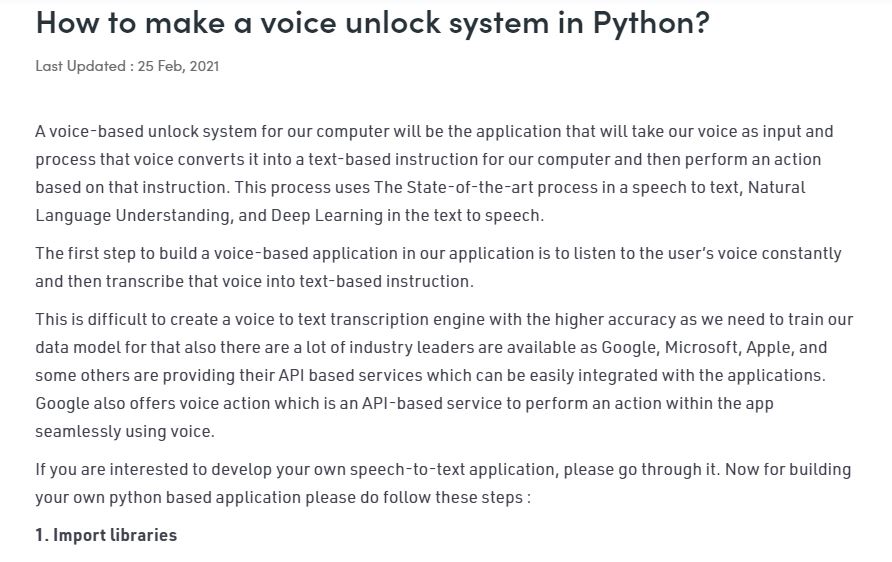 How to make a voice unlock system in Python?
Last Updated : 25 Feb, 2021
A voice-based unlock system for our computer will be the application that will take our voice as input and
process that voice converts it into a text-based instruction for our computer and then perform an action
based on that instruction. This process uses The State-of-the-art process in a speech to text, Natural
Language Understanding, and Deep Learning in the text to speech.
The first step to build a voice-based application in our application is to listen to the user’s voice constantly
and then transcribe that voice into text-based instruction.
This is difficult to create a voice to text transcription engine with the higher accuracy as we need to train our
data model for that also there are a lot of industry leaders are available as Google, Microsoft, Apple, and
some others are providing their API based services which can be easily integrated with the applications.
Google also offers voice action which is an API-based service to perform an action within the app
seamlessly using voice.
If you are interested to develop your own speech-to-text application, please go through it. Now for building
your own python based application please do follow these steps :
1. Import libraries